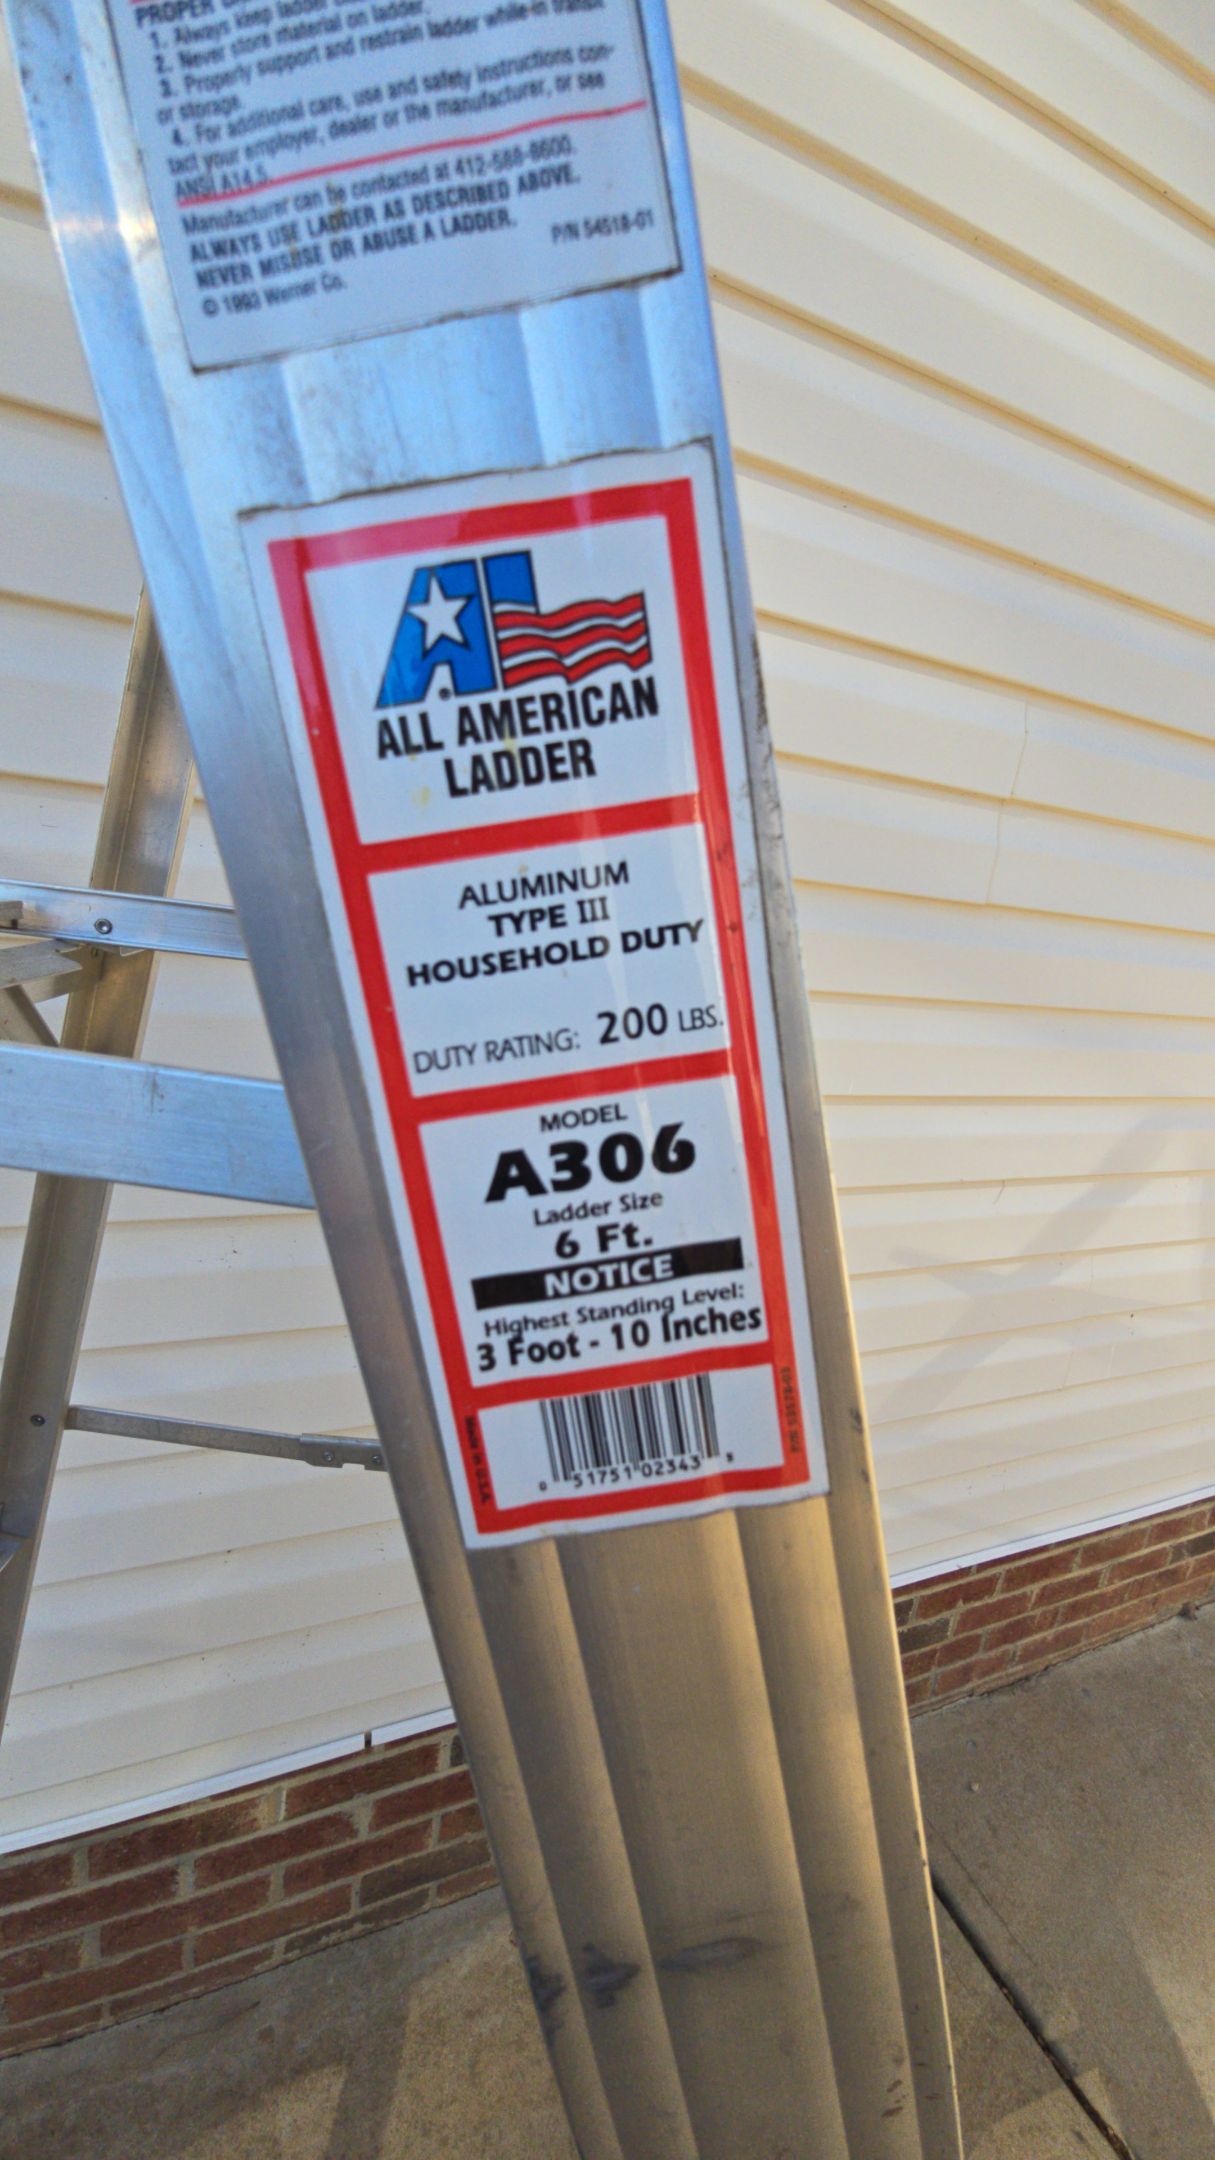 PROPER
1. Always keep ladder
2. Never store material on ladder.
3. Properly support and restrain ladder while in transit
or storage.
4. For additional care, use and safety instructions con-
tact your employer, dealer or the manufacturer, or see
ANSI A14.5.
Manufacturer can be contacted at 412-588-8600.
ALWAYS USE LADDER AS DESCRIBED ABOVE.
NEVER MISUSE OR ABUSE A LADDER.
© 1993 Werner Co.
P/N 54518-01
AL
ALL AMERICAN
LADDER
ALUMINUM
TYPE III
HOUSEHOLD DUTY
DUTY RATING: 200 LBS.
MODEL
A306
Ladder Size
6 Ft.
NOTICE
Highest Standing Level:
3 Foot - 10 Inches
Made in U.S.A.
0 51751 02343 9